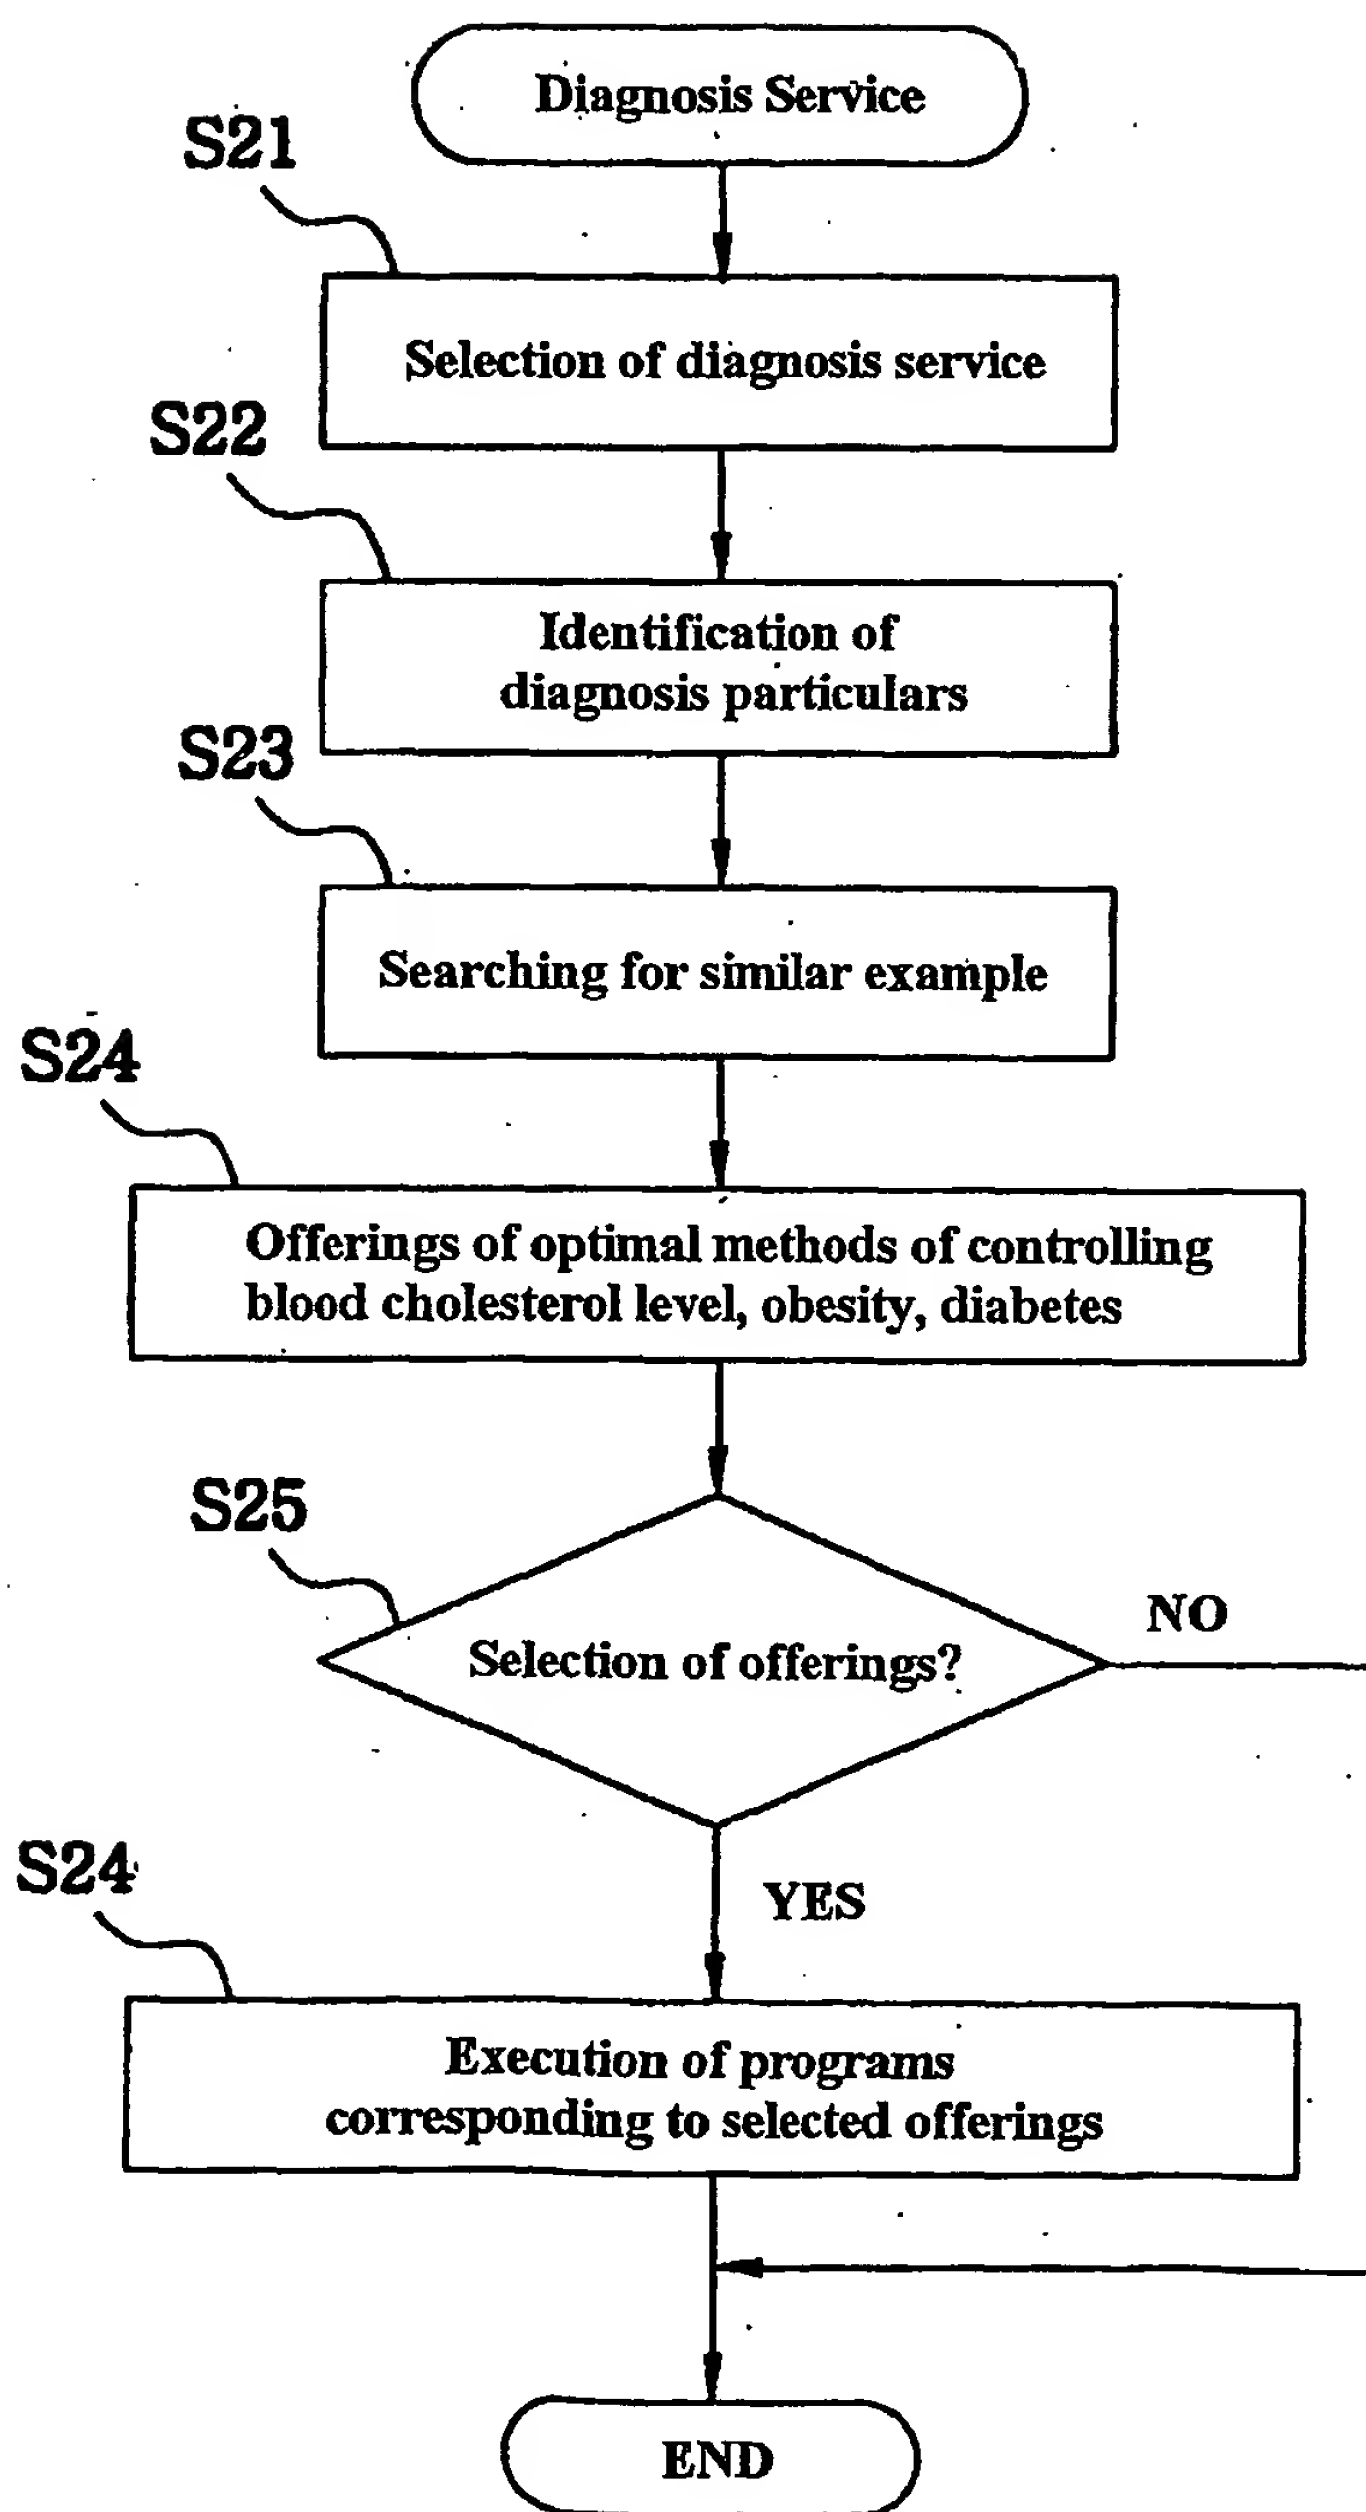 Diagnosis Service
S21
Selection of diagnosis service
S22
Identification of
diagnosis particulars
S23
Searching for similar example
S24
Offerings of optimal methods of controlling
blood cholesterol level, obesity, diabetes
S25
Selection of offerings?
NO
YES
S24
Execution of programs
corresponding to selected offerings
END